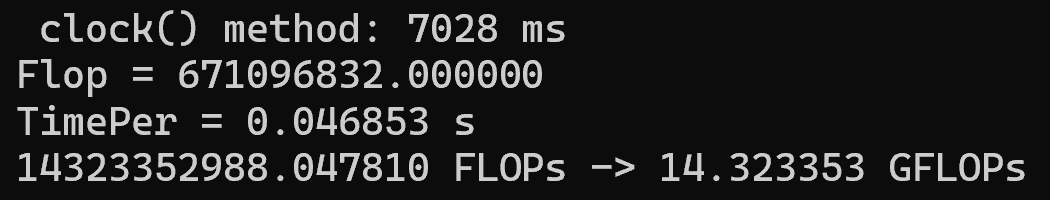 clock() method: 7028 ms
Flop = 671096832.000000
TimePer = 0.046853 s
14323352988.047810 FLOPs -> 14.323353 GFLOPs